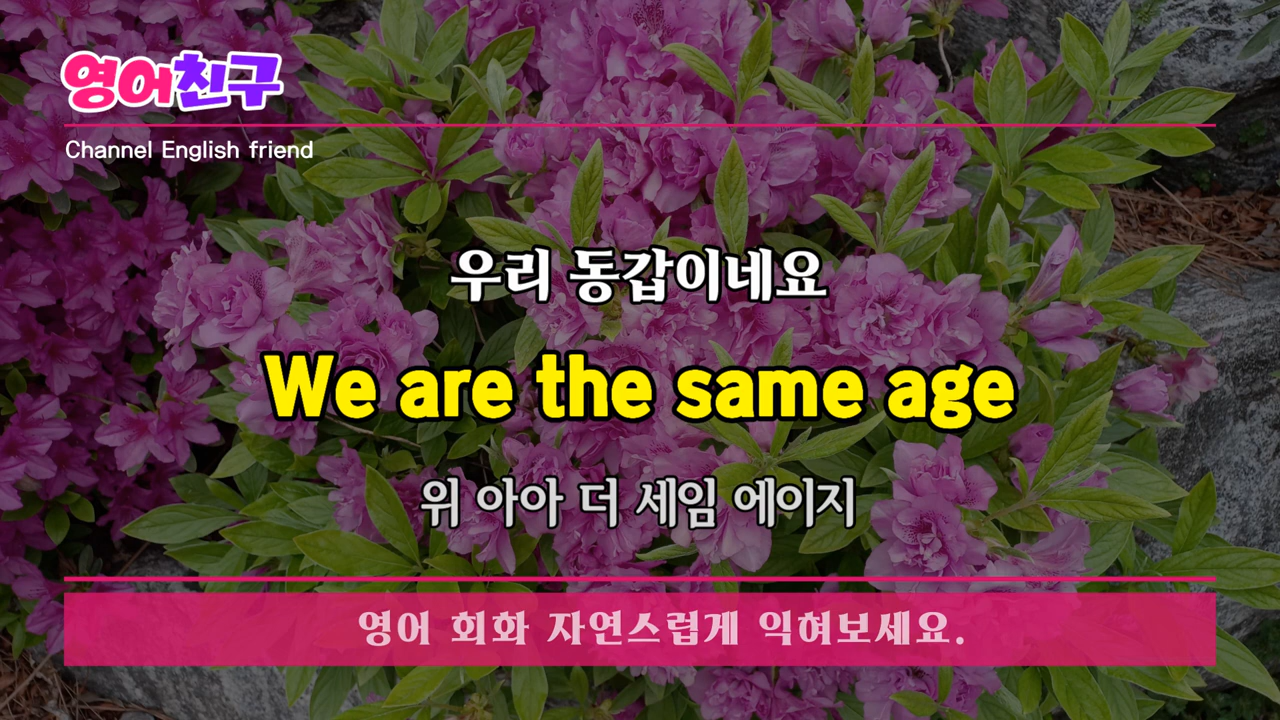 영어친구
Channel English friend
우리 동갑이네요
We are the same age
위 아아 더 세임 에이지
영어 회화 자연스럽게 익혀보세요.